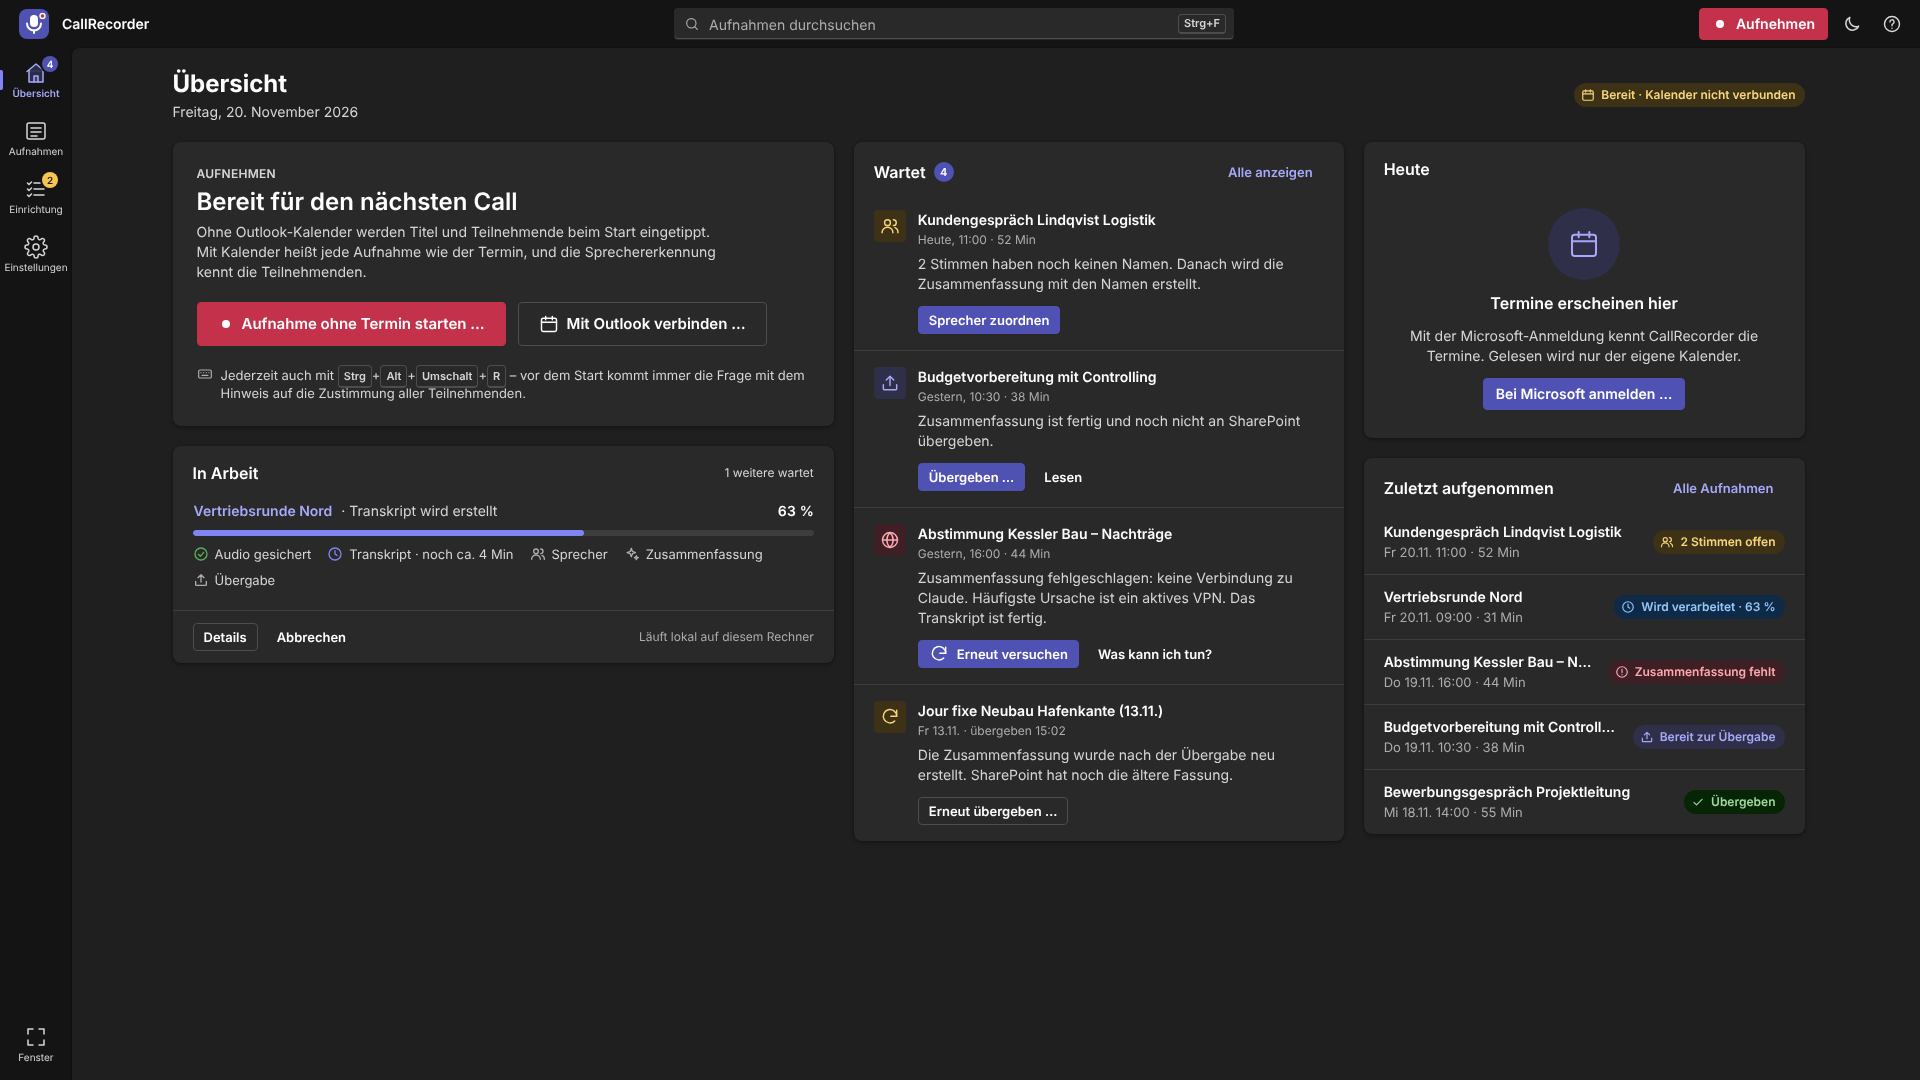 CallRecorder
Aufnahmen durchsuchen
Strg+F
Aufnehmen
4
Übersicht
Aufnahmen
2
Einrichtung
Einstellungen
Fenster
Übersicht
Freitag, 20. November 2026
Bereit · Kalender nicht verbunden
AUFNEHMEN
Bereit für den nächsten Call
Ohne Outlook-Kalender werden Titel und Teilnehmende beim Start eingetippt.
Mit Kalender heißt jede Aufnahme wie der Termin, und die Sprechererkennung
kennt die Teilnehmenden.
Aufnahme ohne Termin starten ...
Mit Outlook verbinden ...
Jederzeit auch mit Strg + Alt + Umschalt + R – vor dem Start kommt immer die Frage mit dem
Hinweis auf die Zustimmung aller Teilnehmenden.
In Arbeit
1 weitere wartet
Vertriebsrunde Nord · Transkript wird erstellt
63 %
Audio gesichert
Transkript · noch ca. 4 Min
Sprecher
Zusammenfassung
Übergabe
Details
Abbrechen
Läuft lokal auf diesem Rechner
Wartet 4
Alle anzeigen
Kundengespräch Lindqvist Logistik
Heute, 11:00 · 52 Min
2 Stimmen haben noch keinen Namen. Danach wird die
Zusammenfassung mit den Namen erstellt.
Sprecher zuordnen
Budgetvorbereitung mit Controlling
Gestern, 10:30 · 38 Min
Zusammenfassung ist fertig und noch nicht an SharePoint
übergeben.
Übergeben ...
Lesen
Abstimmung Kessler Bau – Nachträge
Gestern, 16:00 · 44 Min
Zusammenfassung fehlgeschlagen: keine Verbindung zu
Claude. Häufigste Ursache ist ein aktives VPN. Das
Transkript ist fertig.
Erneut versuchen
Was kann ich tun?
Jour fixe Neubau Hafenkante (13.11.)
Fr 13.11. · übergeben 15:02
Die Zusammenfassung wurde nach der Übergabe neu
erstellt. SharePoint hat noch die ältere Fassung.
Erneut übergeben ...
Heute
Termine erscheinen hier
Mit der Microsoft-Anmeldung kennt CallRecorder die
Termine. Gelesen wird nur der eigene Kalender.
Bei Microsoft anmelden ...
Zuletzt aufgenommen
Alle Aufnahmen
Kundengespräch Lindqvist Logistik
Fr 20.11. 11:00 · 52 Min
2 Stimmen offen
Vertriebsrunde Nord
Fr 20.11. 09:00 · 31 Min
Wird verarbeitet · 63 %
Abstimmung Kessler Bau – N...
Do 19.11. 16:00 · 44 Min
Zusammenfassung fehlt
Budgetvorbereitung mit Controll...
Do 19.11. 10:30 · 38 Min
Bereit zur Übergabe
Bewerbungsgespräch Projektleitung
Mi 18.11. 14:00 · 55 Min
Übergeben